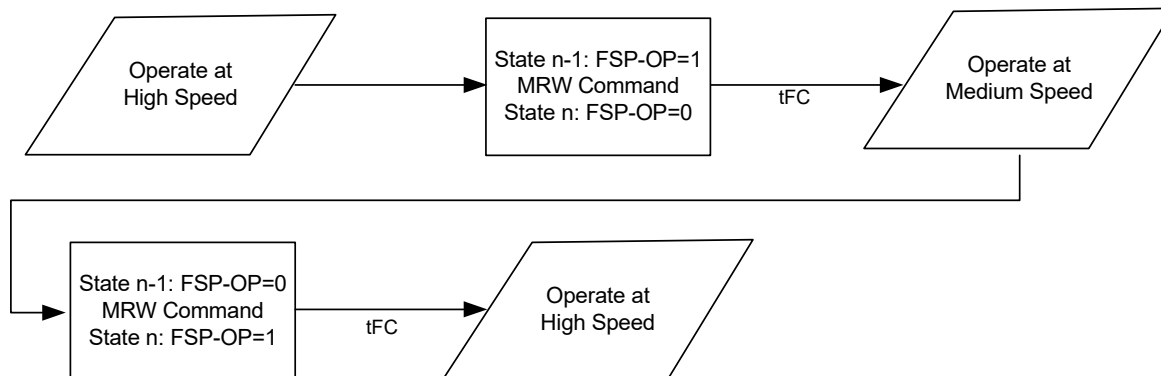 Operate at
High Speed
State n-1: FSP-OP=1
MRW Command
State n: FSP-OP=0
tFC
Operate at
Medium Speed
State n-1: FSP-OP=0
MRW Command
State n: FSP-OP=1
tFC
Operate at
High Speed